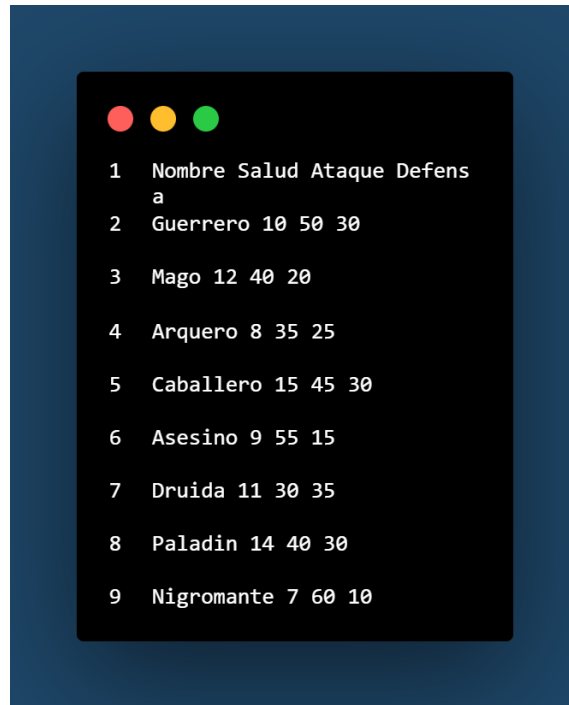 1 Nombre Salud Ataque Defens
a
2 Guerrero 10 50 30
3 Mago 12 40 20
4 Arquero 8 35 25
5 Caballero 15 45 30
6 Asesino 9 55 15
7 Druida 11 30 35
8 Paladin 14 40 30
9 Nigromante 7 60 10